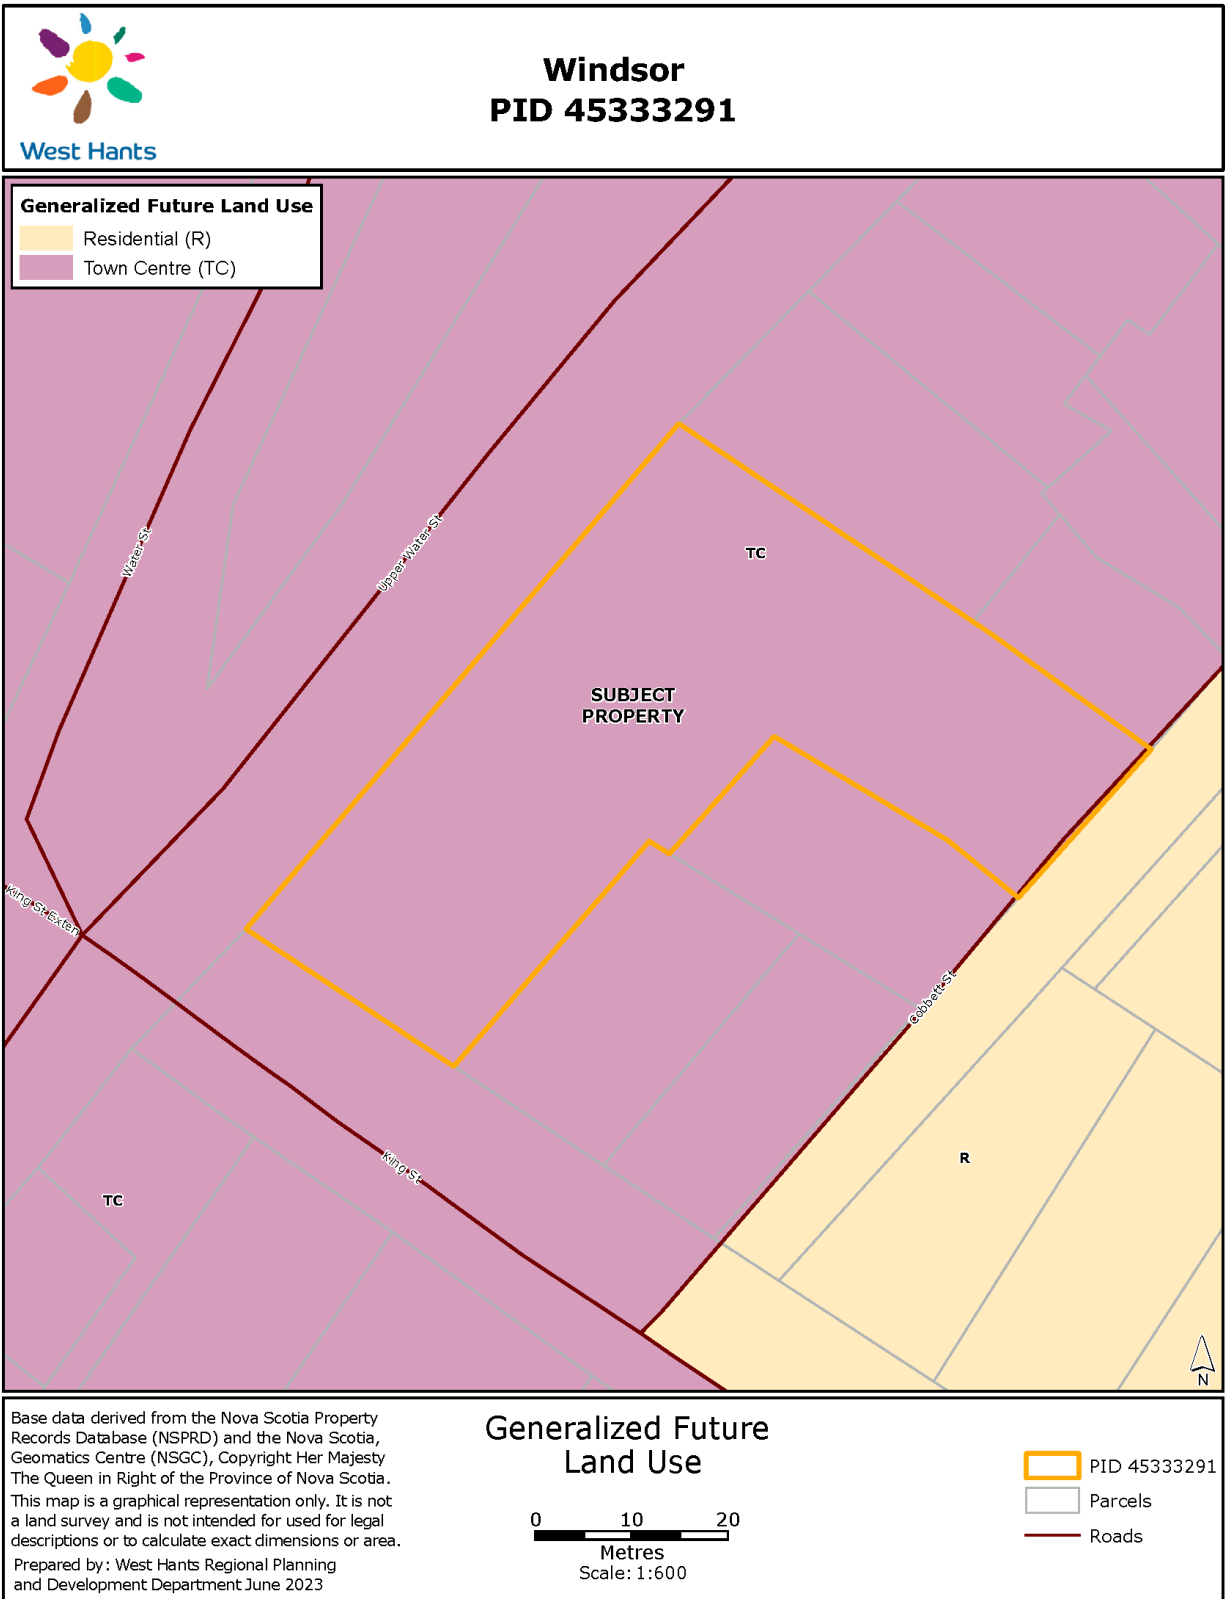 West Hants
Windsor
PID 45333291
Generalized Future Land Use
Residential (R)
Town Centre (TC)
Water St
Upper Water St
TC
SUBJECT
PROPERTY
King St Exten
Cobbett St
King St
TC
R
N
Base data derived from the Nova Scotia Property
Records Database (NSPRD) and the Nova Scotia,
Geomatics Centre (NSGC), Copyright Her Majesty
The Queen in Right of the Province of Nova Scotia.
This map is a graphical representation only. It is not
a land survey and is not intended for used for legal
descriptions or to calculate exact dimensions or area.
Prepared by: West Hants Regional Planning
and Development Department June 2023
Generalized Future
Land Use
0 10 20
Metres
Scale: 1:600
PID 45333291
Parcels
Roads